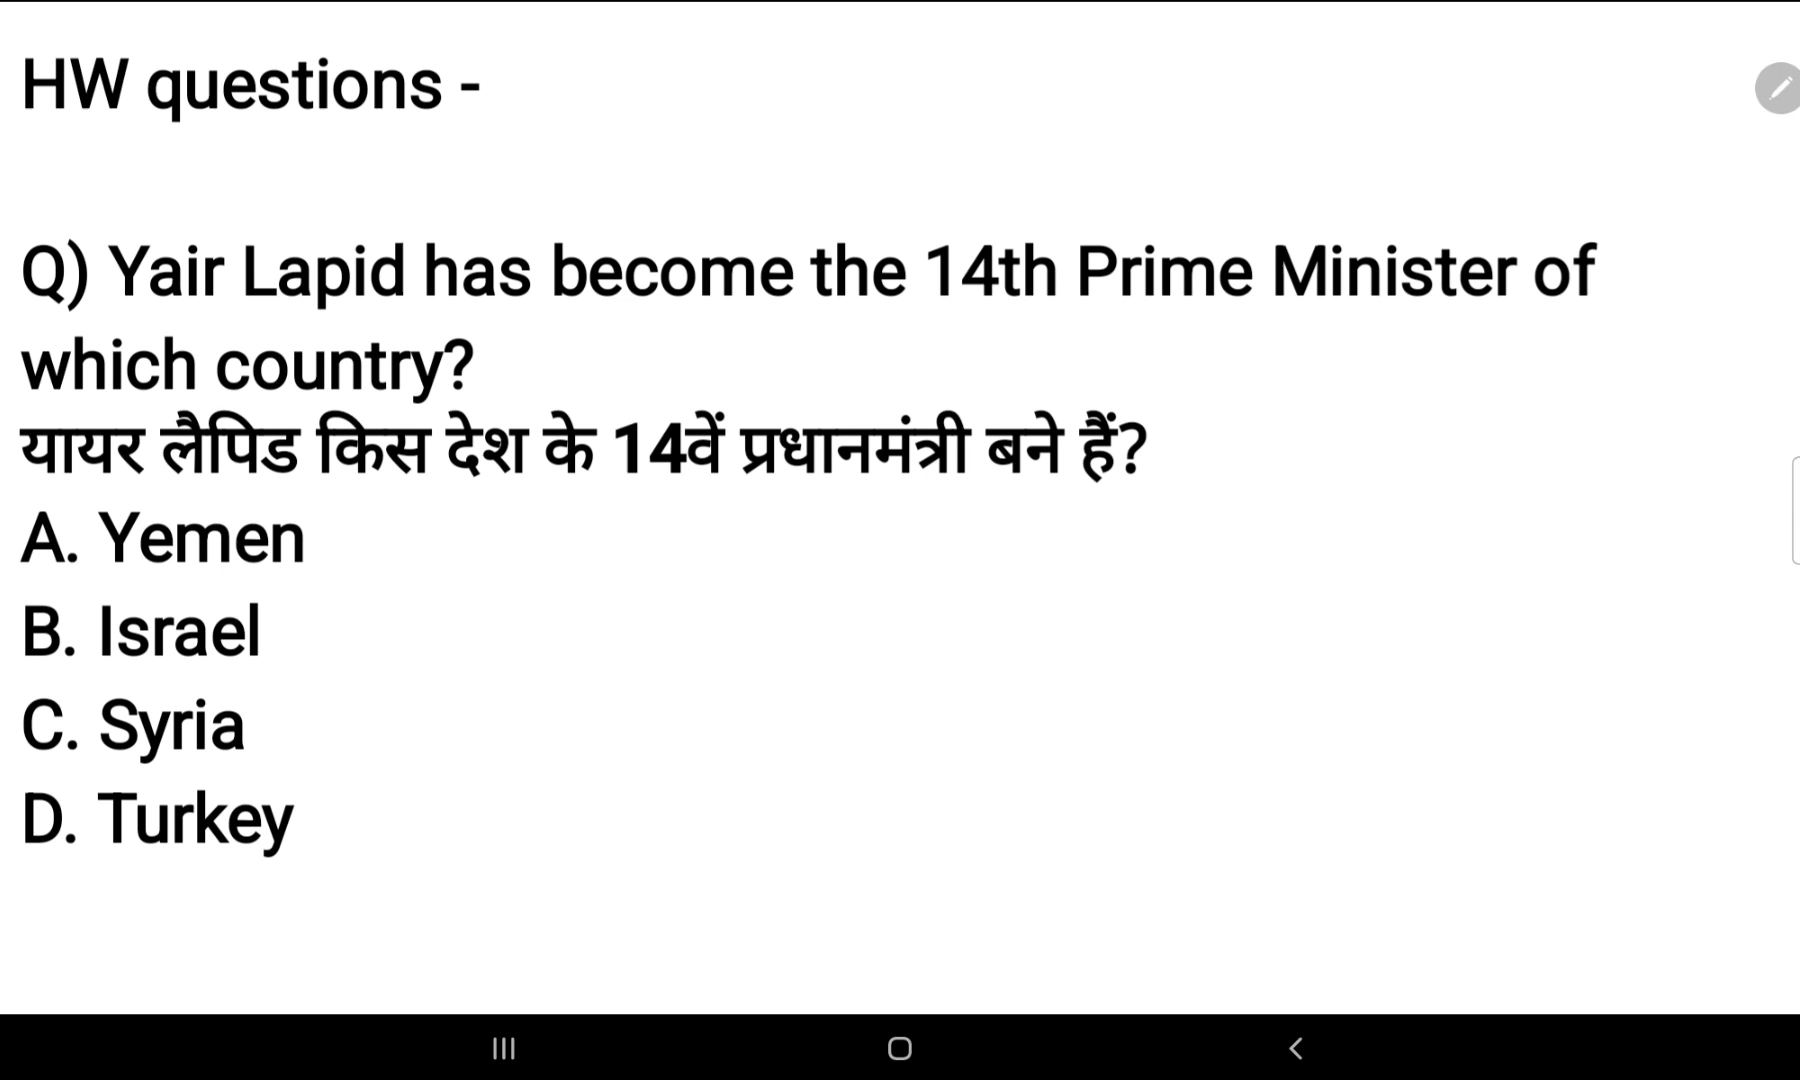 HW questions -
Q) Yair Lapid has become the 14th Prime Minister of
which country?
यायर लैपिड किस देश के 14वें प्रधानमंत्री बने हैं?
A. Yemen
B. Israel
C. Syria
D. Turkey